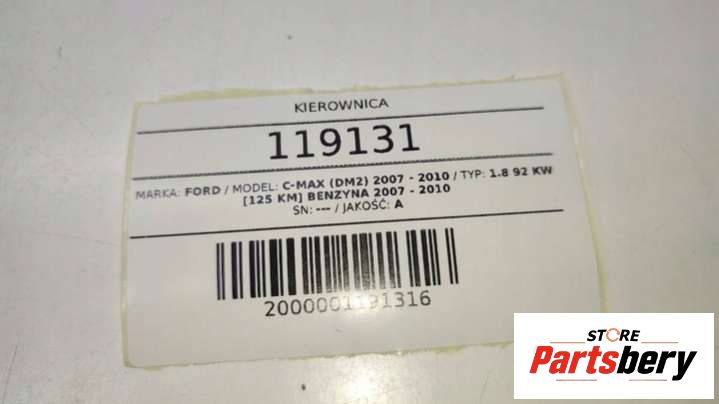 KIEROWNICA
119131
MARKA: FORD / MODEL: C-MAX (DM2) 2007 - 2010 / TYP: 1.8 92 KW
[125 KM] BENZYNA 2007 - 2010
SN: --- / JAKOŚĆ: A
2000001191316
STORE
Partsbery